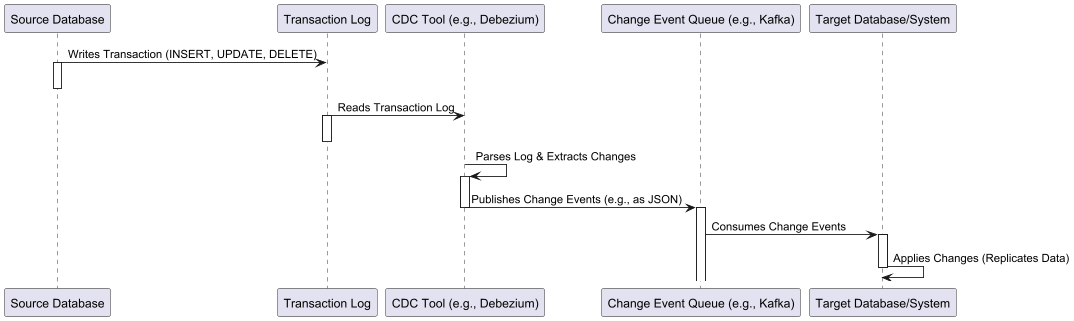 Source Database
Transaction Log
CDC Tool (e.g., Debezium)
Change Event Queue (e.g., Kafka)
Target Database/System
Writes Transaction (INSERT, UPDATE, DELETE)
Reads Transaction Log
Parses Log & Extracts Changes
Publishes Change Events (e.g., as JSON)
Consumes Change Events
Applies Changes (Replicates Data)
Source Database
Transaction Log
CDC Tool (e.g., Debezium)
Change Event Queue (e.g., Kafka)
Target Database/System